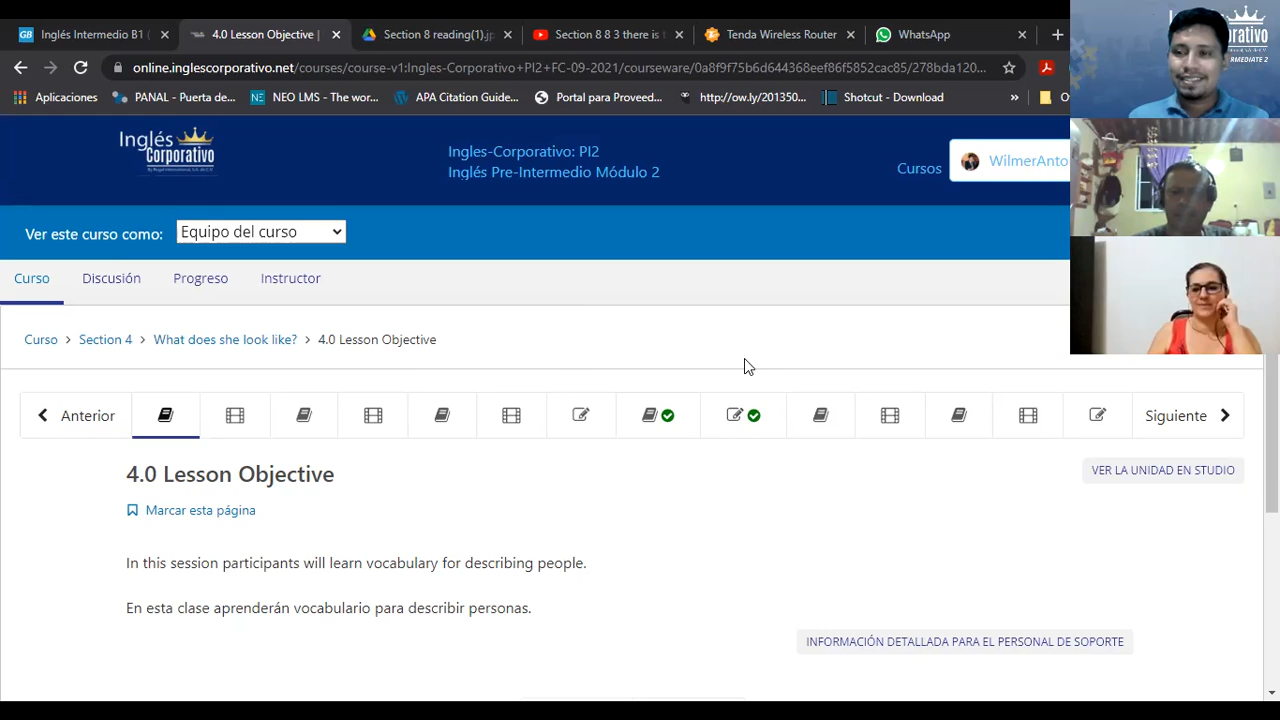 Inglés Intermedio B1 (
4.0 Lesson Objective |
Section 8 reading(1).jp
Section 8 8 3 there is
Tenda Wireless Router
WhatsApp
online.inglescorporativo.net/courses/course-v1:Ingles-Corporativo+
09-2021/courseware/0a8f9f75b6d6443
f5852cac85/278bda120...
Aplicaciones
PANAL - Puerta de...
NEO LMS - The wor...
APA Citation Guide...
Portal para Proveed...
http://ow.ly/201350...
Shotcut - Download
»
Inglés
Corporativo
Ingles-Corporativo: PI2
Inglés Pre-Intermedio Módulo 2
Cursos
WilmerAnto
Ver este curso como:
Equipo del curso
Curso
Discusión
Progreso
Instructor
Curso > Section 4 > What does she look like? > 4.0 Lesson Objective
Anterior
Siguiente
4.0 Lesson Objective
VER LA UNIDAD EN STUDIO
Marcar esta página
In this session participants will learn vocabulary for describing people.
En esta clase aprenderán vocabulario para describir personas.
INFORMACIÓN DETALLADA PARA EL PERSONAL DE SOPORTE
RMEDIATE 2